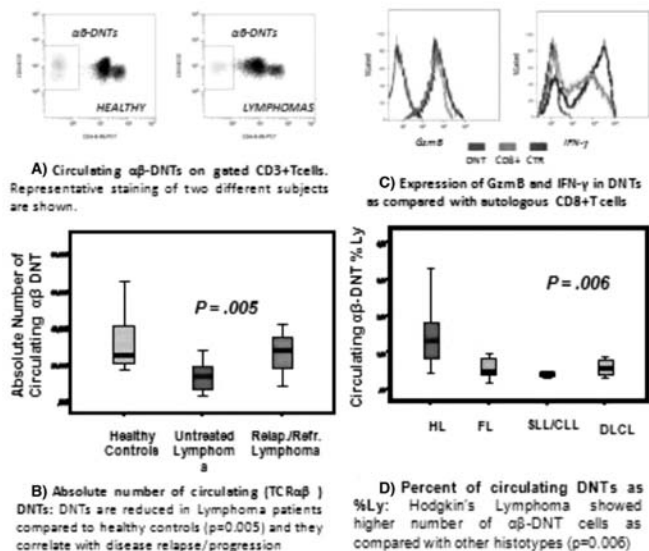 αβ-DNTs
αβ-DNTs
HEALTHY
LYMPHOMAS
A) Circulating αβ-DNTs on gated CD3+Tcells.
Representative staining of two different subjects
are shown.
GzmB
IFN-γ
DNT CD8+ CTR
C) Expression of GzmB and IFN-γ in DNTs
as compared with autologous CD8+T cells
Absolute Number of
Circulating αβ DNT
P = .005
Healthy
Controls
Untreated
Lymphom
a
Relap./Refr.
Lymphoma
B) Absolute number of circulating (TCRαβ )
DNTs: DNTs are reduced in Lymphoma patients
compared to healthy controls (p=0.005) and they
correlate with disease relapse/progression
Circulating αβ-DNT % Ly
P = .006
HL
FL
SLL/CLL
DLCL
D) Percent of circulating DNTs as
%Ly: Hodgkin's Lymphoma showed
higher number of αβ-DNT cells as
compared with other histotypes (p=0.006)